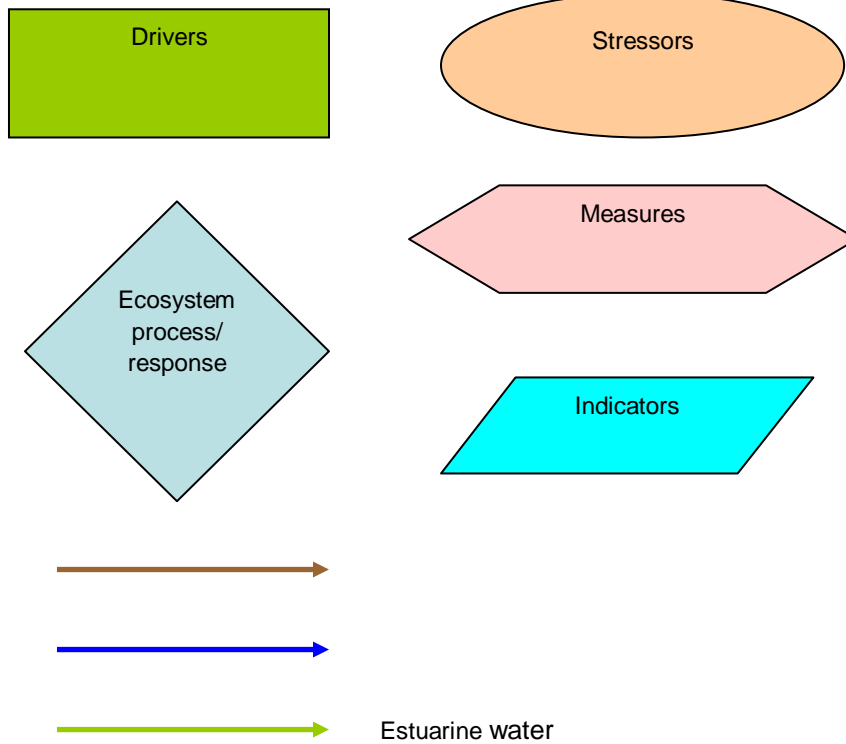 Drivers
Stressors
Measures
Ecosystem
process/
response
Indicators
Estuarine water